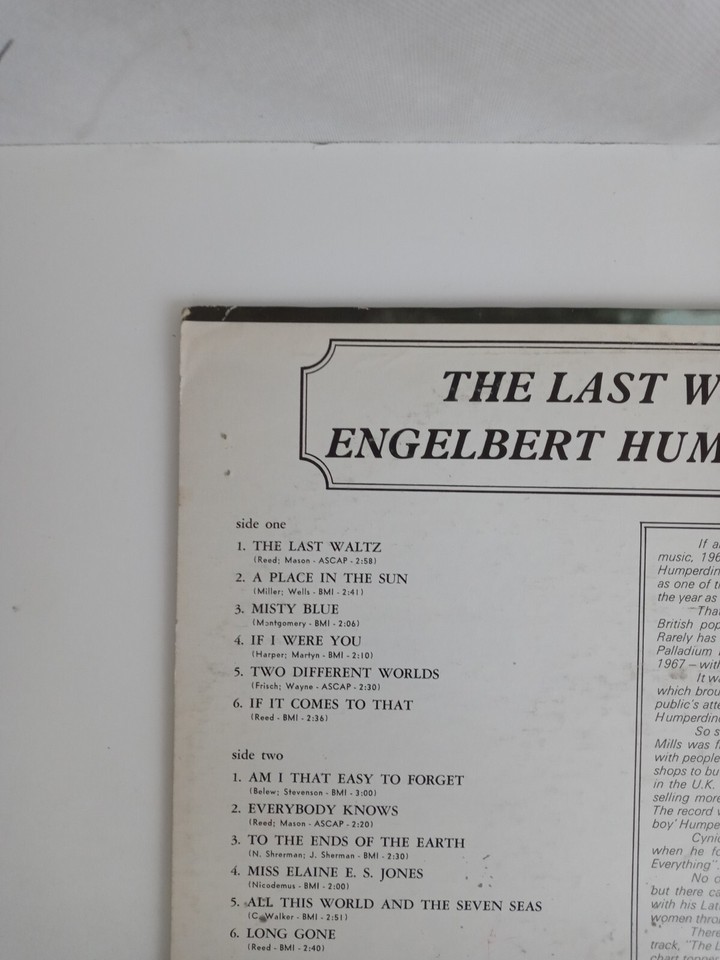 THE LAST W
ENGELBERT HUM
side one
1. THE LAST WALTZ
(Reed; Mason - ASCAP - 2:58)
2. A PLACE IN THE SUN
(Miller; Wells - BMI - 2:41)
3. MISTY BLUE
(Montgomery - BMI - 2:06)
4. IF I WERE YOU
(Harper; Martyn - BMI - 2:10)
5. TWO DIFFERENT WORLDS
(Frisch; Wayne - ASCAP - 2:30)
6. IF IT COMES TO THAT
(Reed - BMI - 2:36)
side two
1. AM I THAT EASY TO FORGET
(Belew; Stevenson - BMI - 3:00)
2. EVERYBODY KNOWS
(Reed; Mason - ASCAP - 2:20)
3. TO THE ENDS OF THE EARTH
(N. Shrerman; J. Sherman - BMI - 2:30)
4. MISS ELAINE E. S. JONES
(Nicodemus - BMI - 2:00)
5. ALL THIS WORLD AND THE SEVEN SEAS
(C. Walker - BMI - 2:51)
6. LONG GONE
(Reed - BMI - 2:40)
If a
music, 196
Humperdin
as one of t
the year as
That
British pop
Rarely has
Palladium
1967 – with
It wa
which brou
public's atte
Humperdin
So s
Mills was f
with people
shops to bu
in the U.K.
selling more
The record w
boy' Humpe
Cynic
when he fo
Everything".
No o
but there ca
with his Lat
women thro
There
track, "The L
chart topper